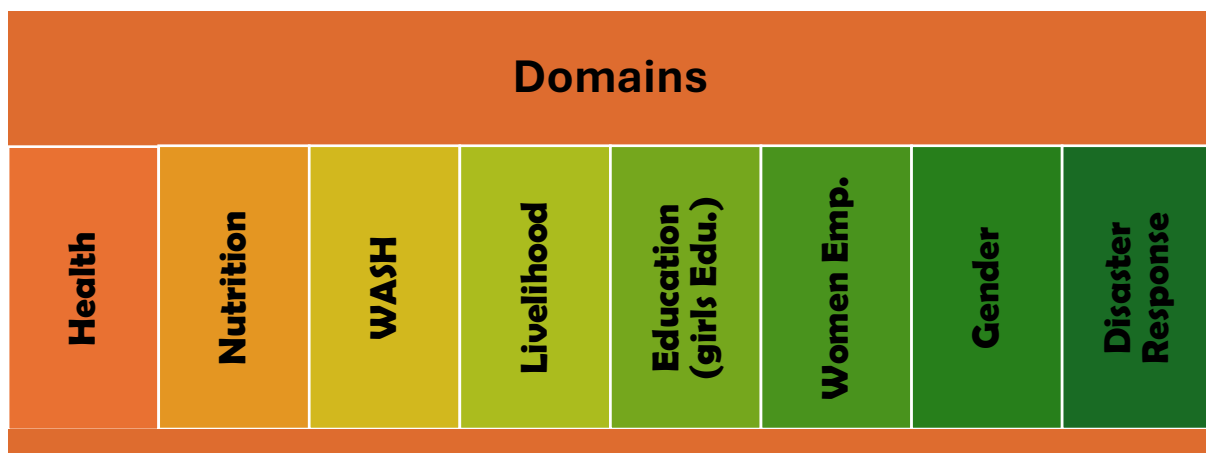 Domains
Health
Nutrition
WASH
Livelihood
Education
(girls Edu.)
Women Emp.
Gender
Disaster
Response